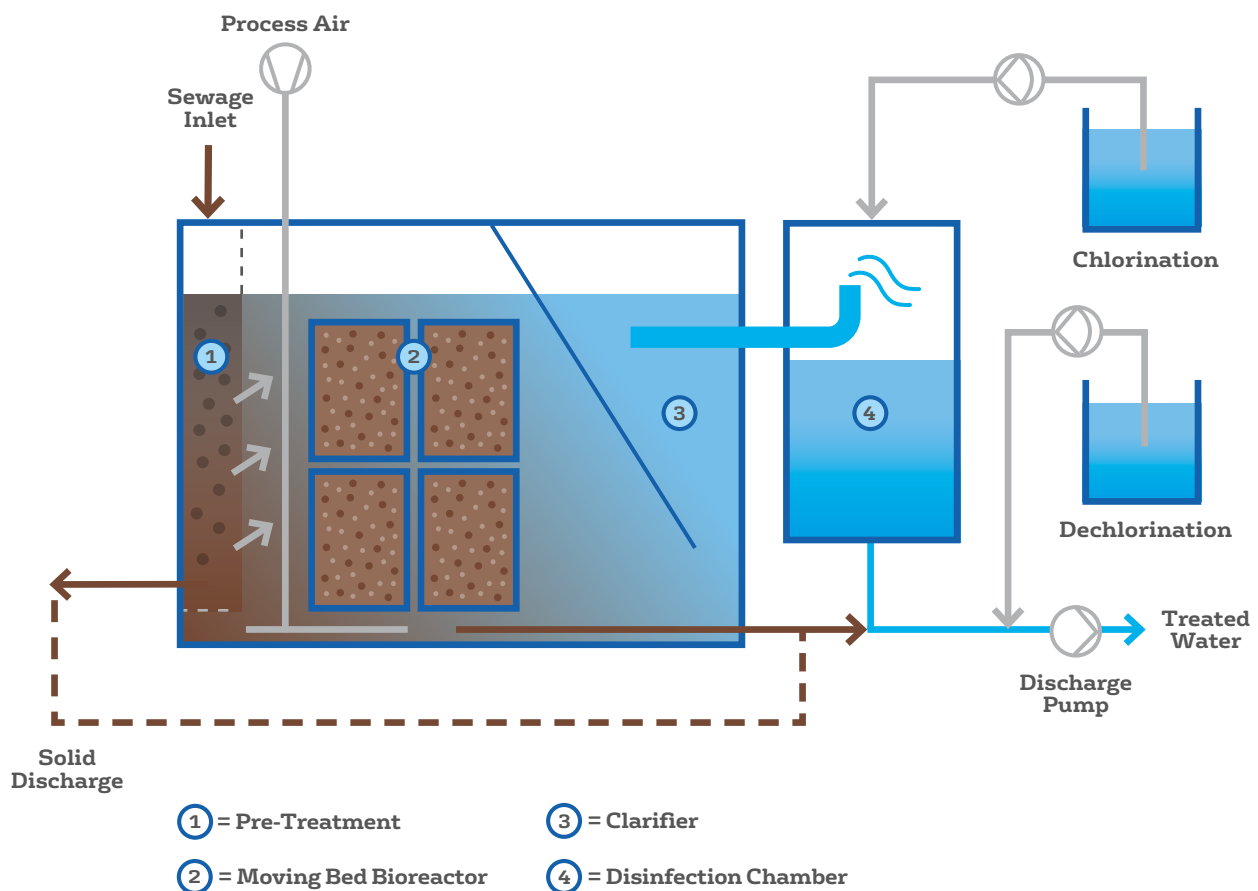 Process Air
Sewage
Inlet
Chlorination
1
2
3
4
Dechlorination
Treated
Water
Discharge
Pump
Solid
Discharge
1 = Pre-Treatment
3 = Clarifier
2 = Moving Bed Bioreactor
4 = Disinfection Chamber